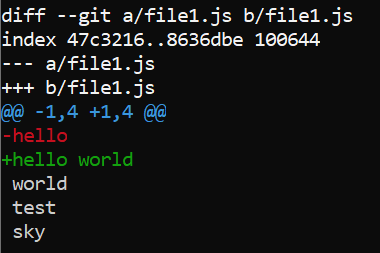 diff --git a/file1.js b/file1.js
index 47c3216..8636dbe 100644
--- a/file1.js
+++ b/file1.js
@@ -1,4 +1,4 @@
-hello
+hello world
 world
 test
 sky